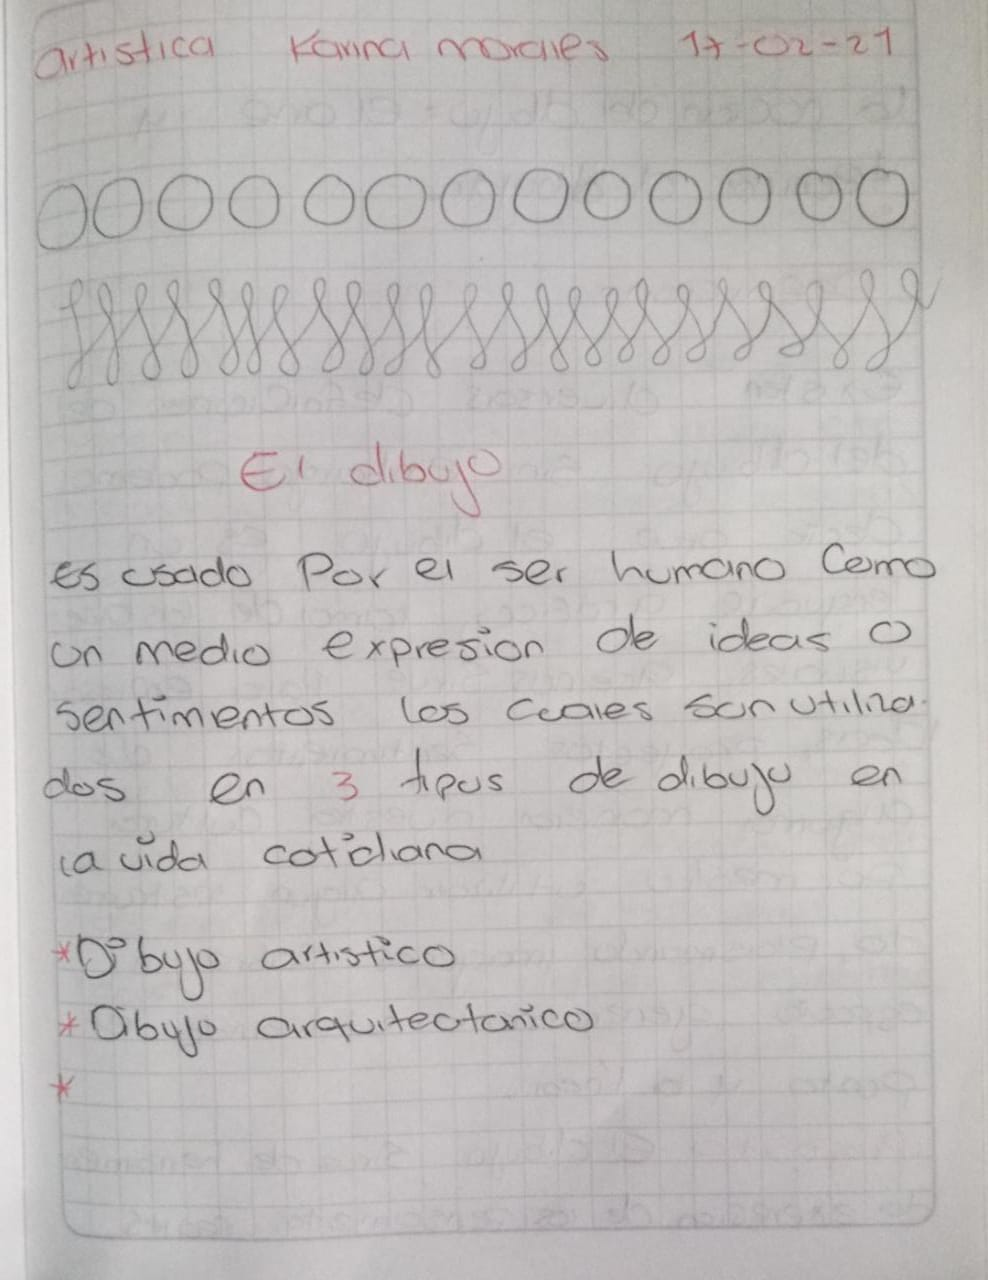 artistica Karina morales 17-02-21
El dibujo
es usado Por el ser humano Como
un medio expresion de ideas o
sentimentos los cuales son utiliza-
dos en 3 tipos de dibujo en
la vida cotidiana
*Dibujo artistico
*Dibujo arquitectonico
*